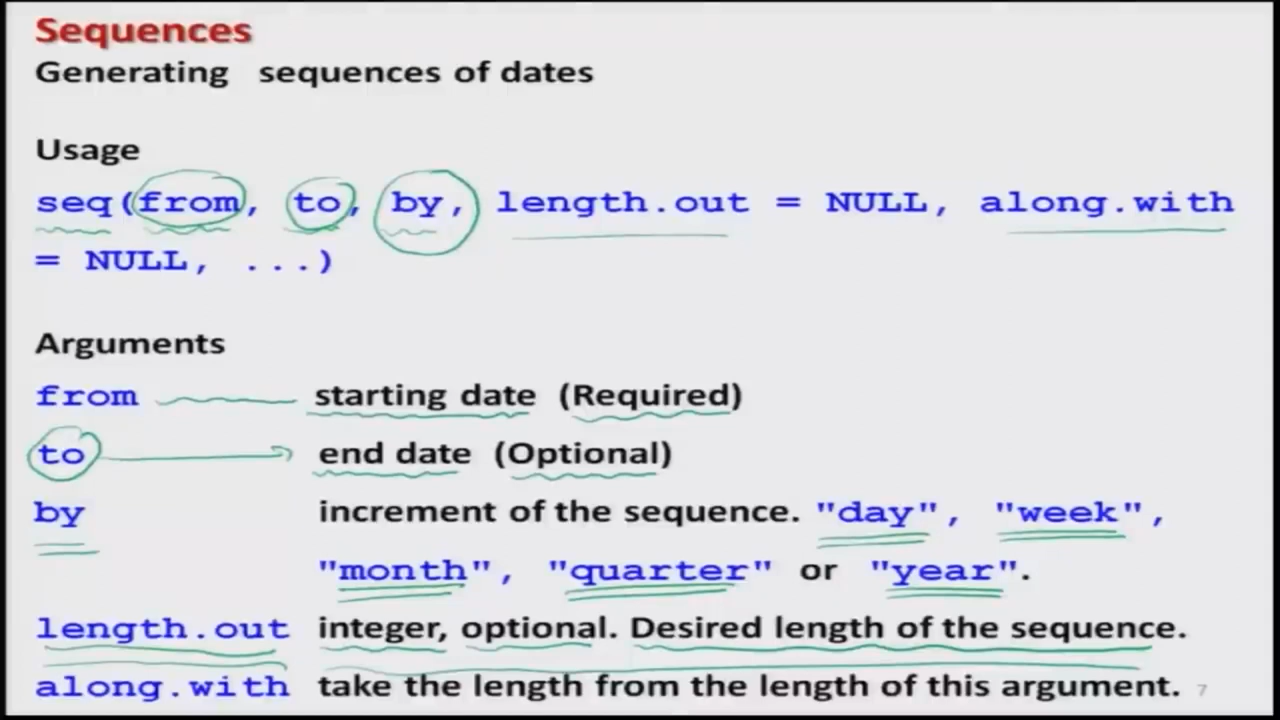 Sequences
Generating sequences of dates
Usage
seq(from, to, by, length.out = NULL, along.with
= NULL, ...)
Arguments
from starting date (Required)
to end date (Optional)
by increment of the sequence. "day", "week",
"month", "quarter" or "year".
length.out integer, optional. Desired length of the sequence.
along.with take the length from the length of this argument. 7